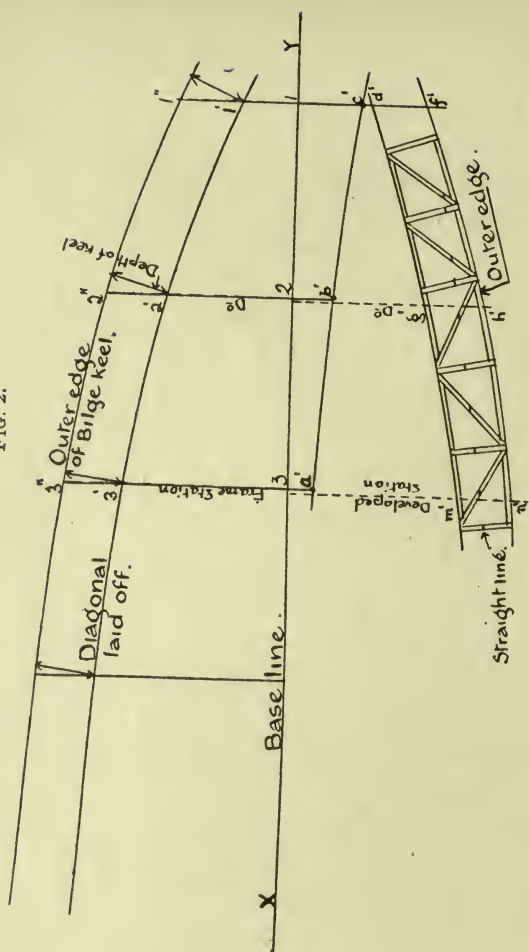 FIG. 2.
Y
1"
1'
1
c'
d'
f'
Depth of Keel
2"
2'
Do
2
b'
g'
Do
h'
Outer edge.
Outer edge
of Bilge keel.
3"
3'
Frame Station
3
a'
Developed
Station
m'
Straight line.
Diagonal
laid off.
Base line.
X